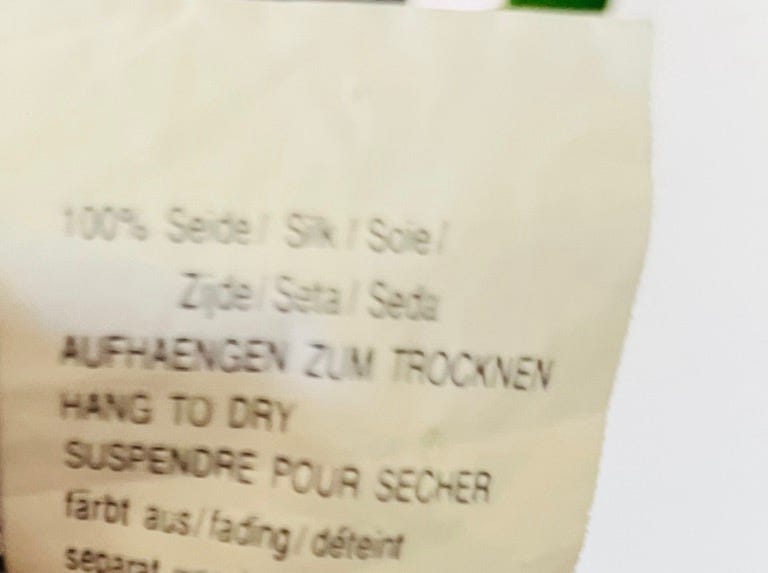 100% Seide / Silk / Soie /
Zijde / Seta / Seda
AUFHAENGEN ZUM TROCKNEN
HANG TO DRY
SUSPENDRE POUR SECHER
färbt aus / fading / déteint
separat